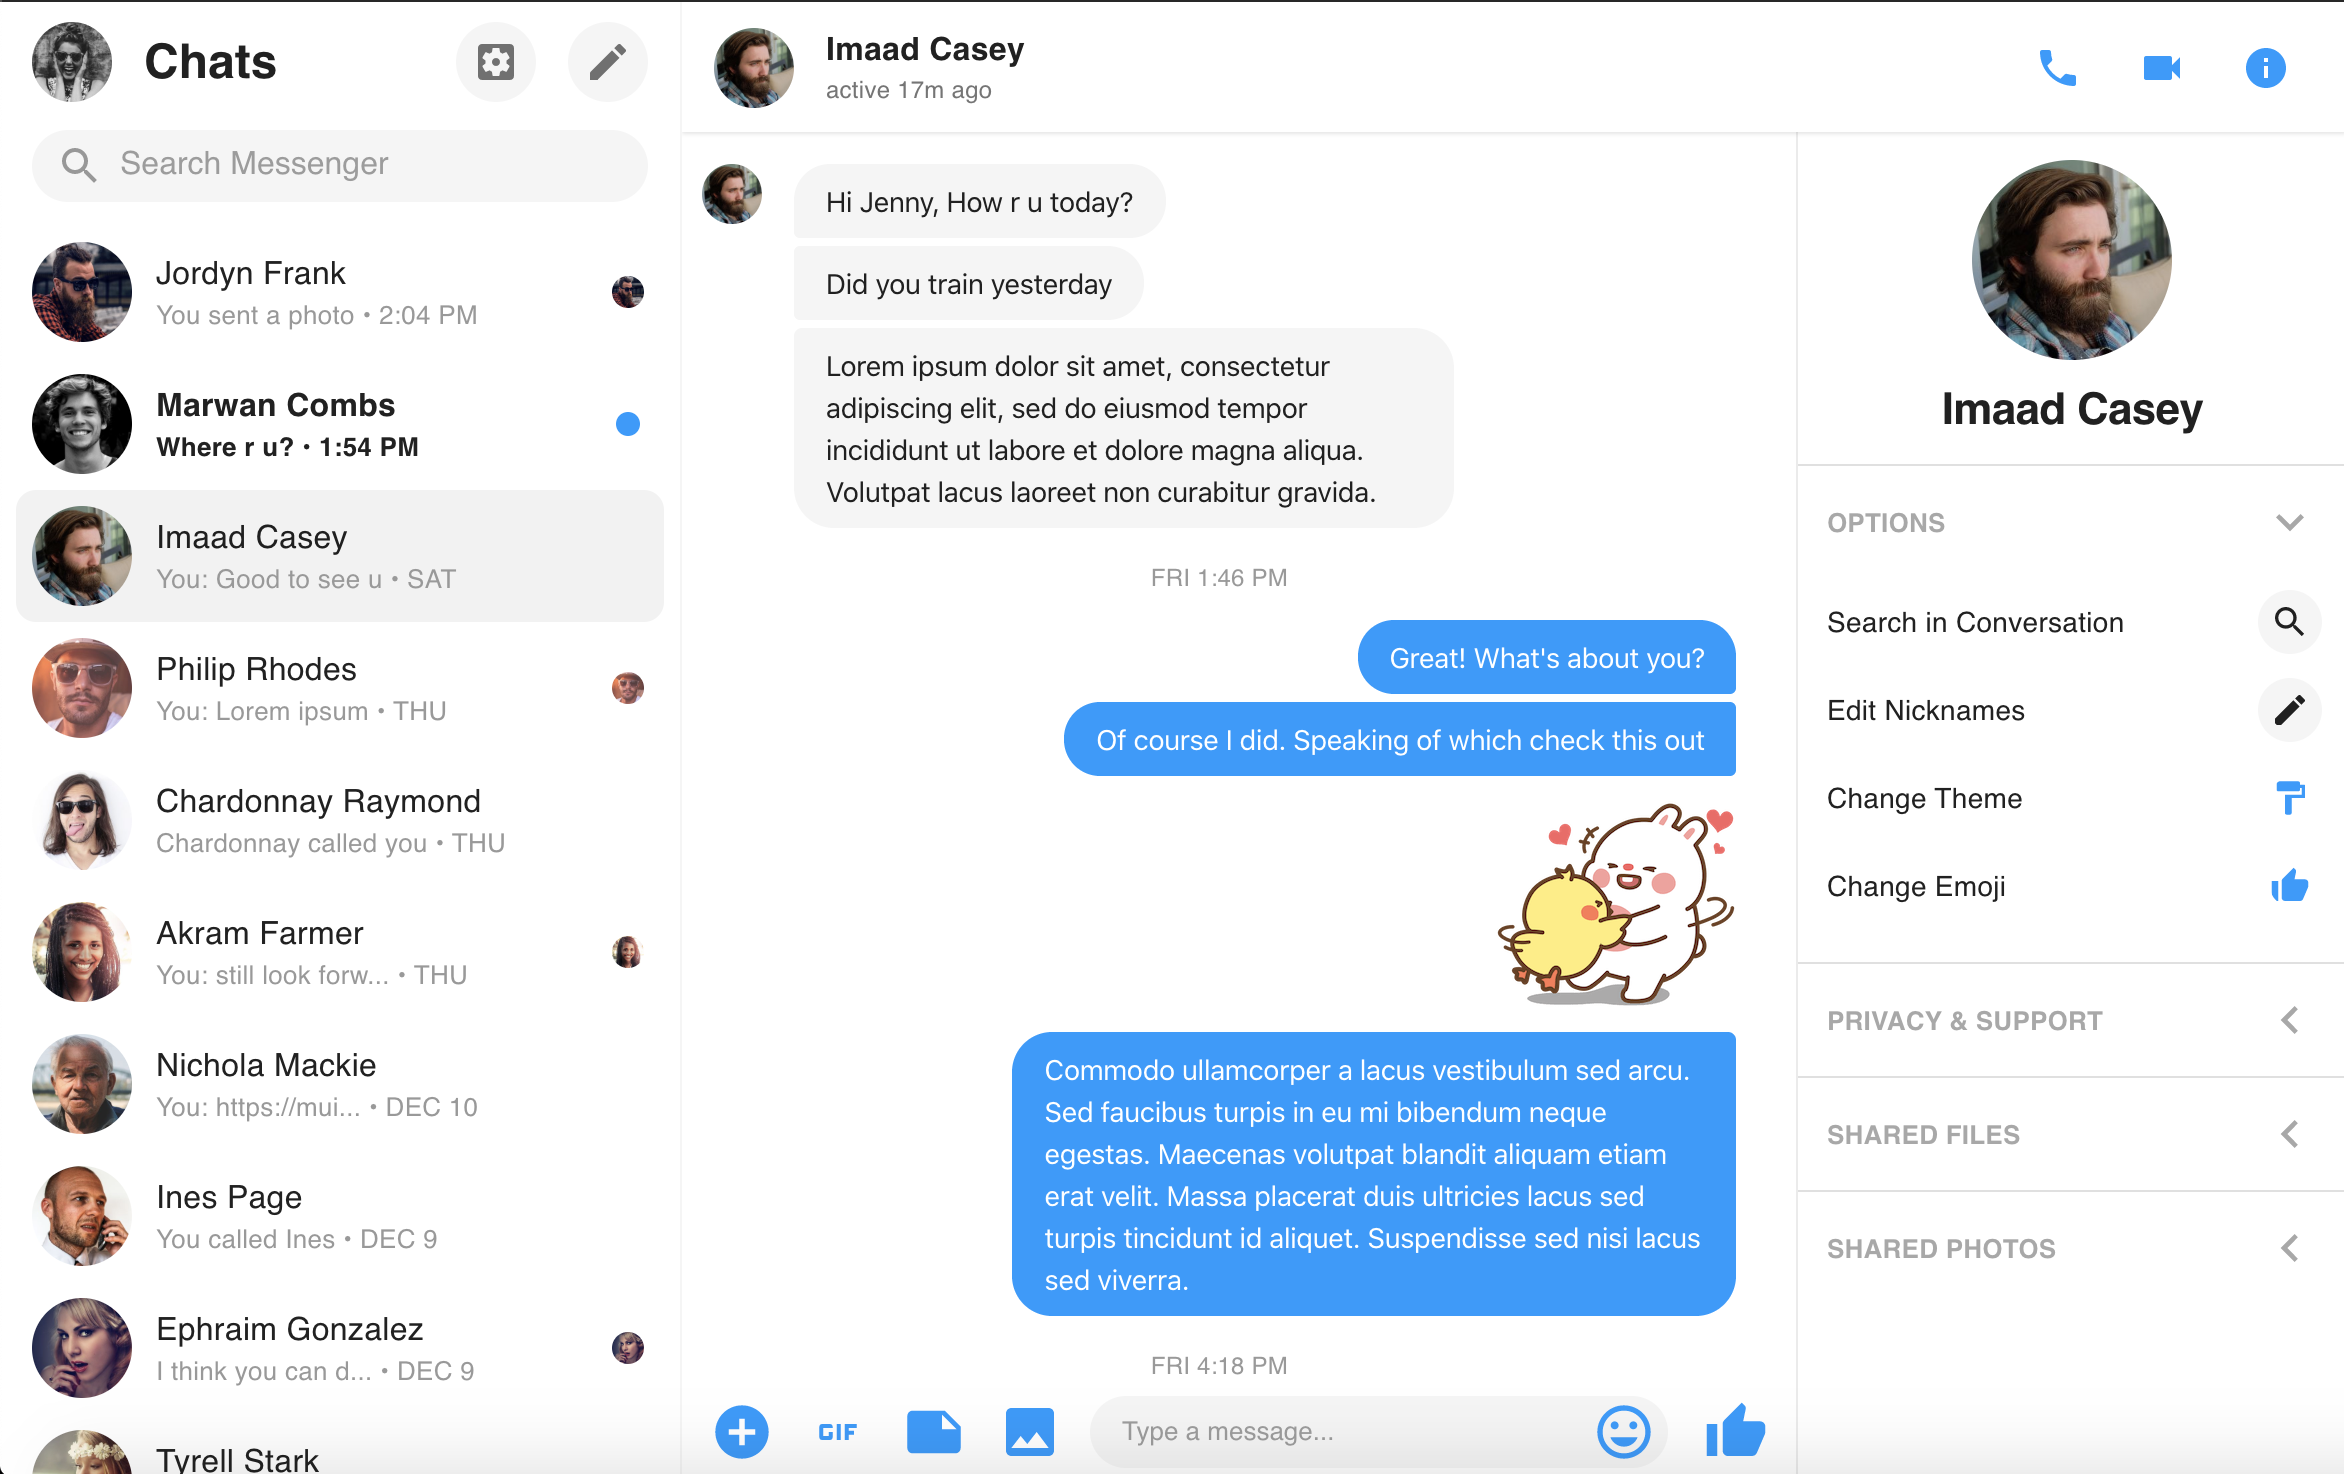 Chats
Search Messenger
Jordyn Frank
You sent a photo • 2:04 PM
Marwan Combs
Where r u? • 1:54 PM
Imaad Casey
You: Good to see u • SAT
Philip Rhodes
You: Lorem ipsum • THU
Chardonnay Raymond
Chardonnay called you • THU
Akram Farmer
You: still look forw... • THU
Nichola Mackie
You: https://mui... • DEC 10
Ines Page
You called Ines • DEC 9
Ephraim Gonzalez
I think you can d... • DEC 9
Tyrell Stark
Imaad Casey
active 17m ago
Hi Jenny, How r u today?
Did you train yesterday
Lorem ipsum dolor sit amet, consectetur
adipiscing elit, sed do eiusmod tempor
incididunt ut labore et dolore magna aliqua.
Volutpat lacus laoreet non curabitur gravida.
FRI 1:46 PM
Great! What's about you?
Of course I did. Speaking of which check this out
Commodo ullamcorper a lacus vestibulum sed arcu.
Sed faucibus turpis in eu mi bibendum neque
egestas. Maecenas volutpat blandit aliquam etiam
erat velit. Massa placerat duis ultricies lacus sed
turpis tincidunt id aliquet. Suspendisse sed nisi lacus
sed viverra.
FRI 4:18 PM
GIF
Type a message...
Imaad Casey
OPTIONS
Search in Conversation
Edit Nicknames
Change Theme
Change Emoji
PRIVACY & SUPPORT
SHARED FILES
SHARED PHOTOS